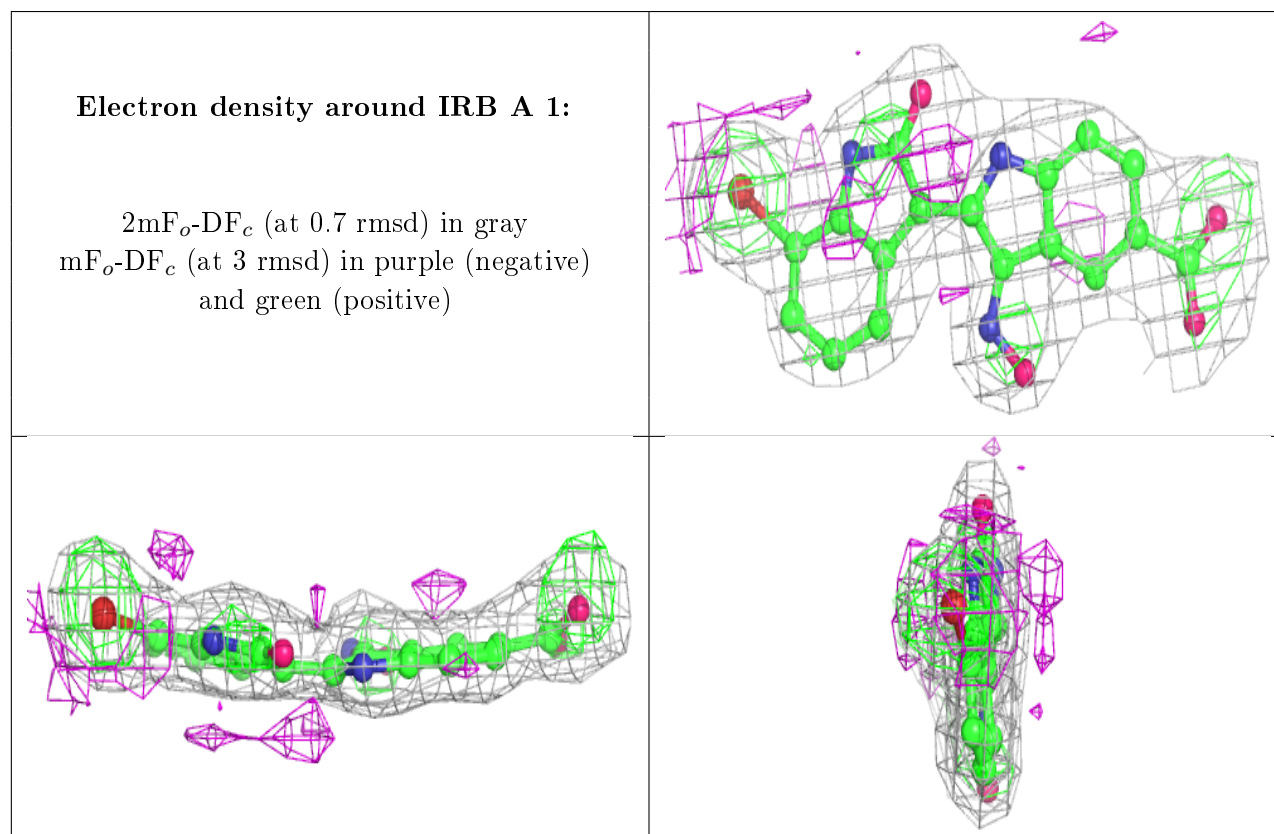 Electron density around IRB A 1:
2mFₒ-DF𝒸 (at 0.7 rmsd) in gray
mFₒ-DF𝒸 (at 3 rmsd) in purple (negative)
and green (positive)